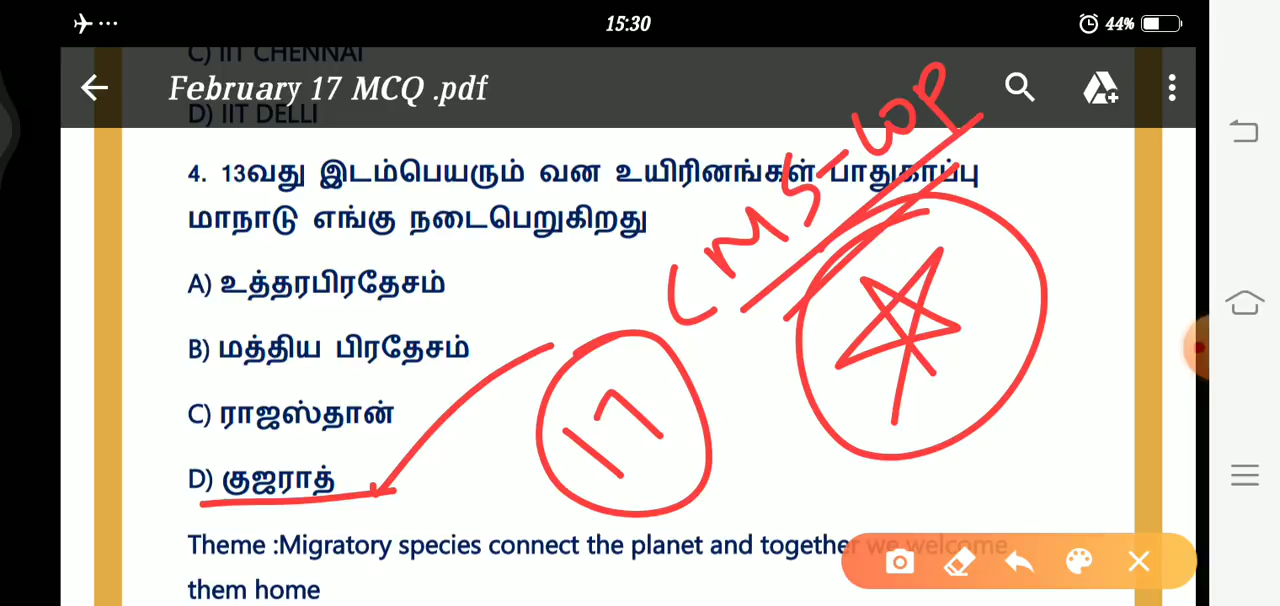 15:30
44%
C) IIT CHENNAI
February 17 MCQ .pdf
D) IIT DELLI
CMS-COP
4. 13வது இடம்பெயரும் வன உயிரினங்கள் பாதுகாப்பு
மாநாடு எங்கு நடைபெறுகிறது
A) உத்தரபிரதேசம்
B) மத்திய பிரதேசம்
C) ராஜஸ்தான்
17
D) குஜராத்
Theme :Migratory species connect the planet and together we welcome
them home